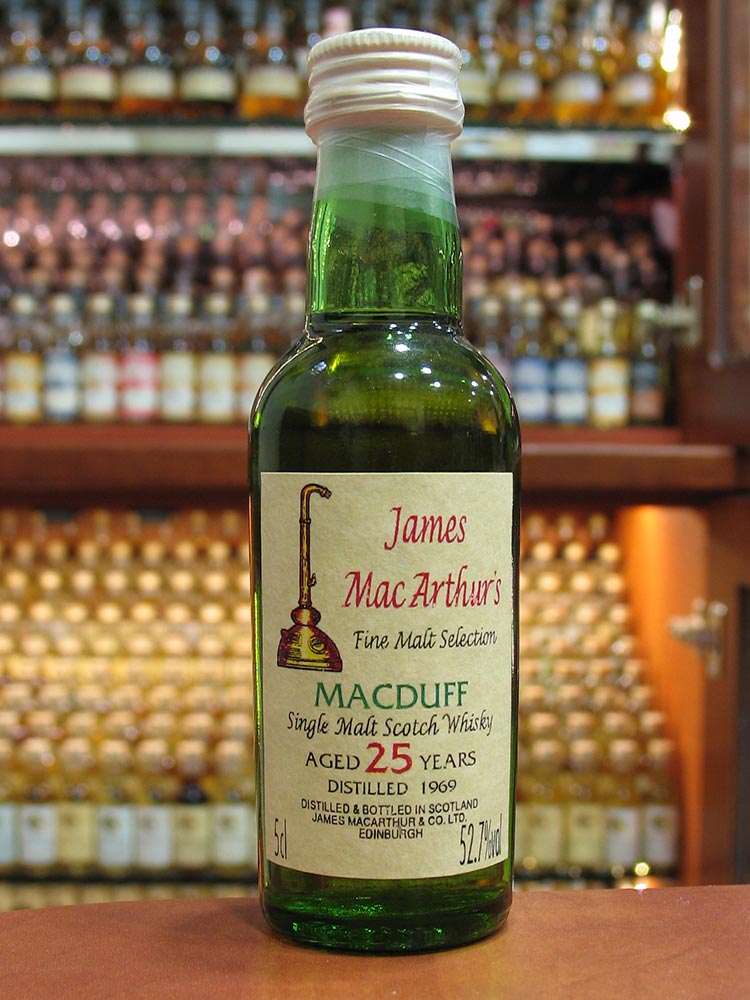 James
MacArthur's
Fine Malt Selection
MACDUFF
Single Malt Scotch Whisky
AGED 25 YEARS
DISTILLED 1969
DISTILLED & BOTTLED IN SCOTLAND
JAMES MACARTHUR & CO. LTD.
EDINBURGH
5cl 52.7%vol